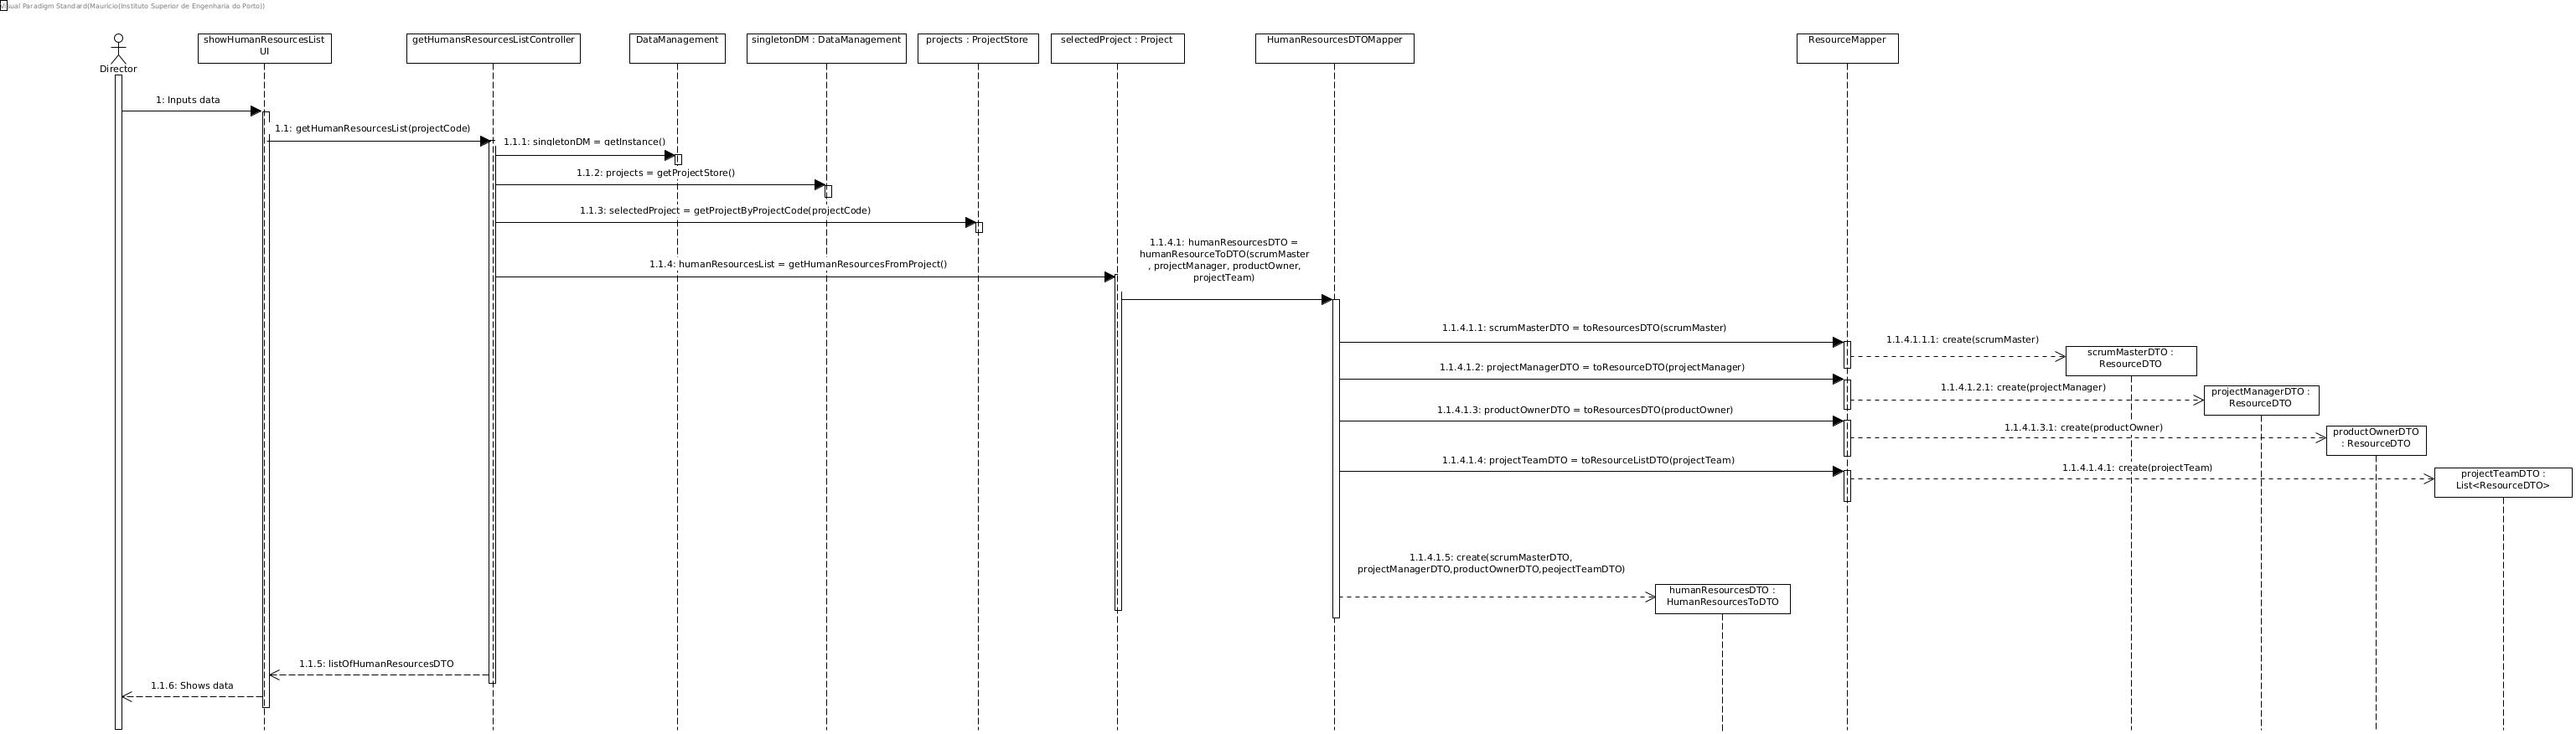 Visual Paradigm Standard(Maurício(Instituto Superior de Engenharia do Porto))
Director
showHumanResourcesList
UI
getHumansResourcesListController
DataManagement
singletonDM : DataManagement
projects : ProjectStore
selectedProject : Project
HumanResourcesDTOMapper
ResourceMapper
1: Inputs data
1.1: getHumanResourcesList(projectCode)
1.1.1: singletonDM = getInstance()
1.1.2: projects = getProjectStore()
1.1.3: selectedProject = getProjectByProjectCode(projectCode)
1.1.4: humanResourcesList = getHumanResourcesFromProject()
1.1.4.1: humanResourcesDTO =
humanResourceToDTO(scrumMaster
, projectManager, productOwner,
projectTeam)
1.1.4.1.1: scrumMasterDTO = toResourcesDTO(scrumMaster)
1.1.4.1.1.1: create(scrumMaster)
scrumMasterDTO :
ResourceDTO
1.1.4.1.2: projectManagerDTO = toResourceDTO(projectManager)
1.1.4.1.2.1: create(projectManager)
projectManagerDTO :
ResourceDTO
1.1.4.1.3: productOwnerDTO = toResourcesDTO(productOwner)
1.1.4.1.3.1: create(productOwner)
productOwnerDTO
: ResourceDTO
1.1.4.1.4: projectTeamDTO = toResourceListDTO(projectTeam)
1.1.4.1.4.1: create(projectTeam)
projectTeamDTO :
List<ResourceDTO>
1.1.4.1.5: create(scrumMasterDTO,
projectManagerDTO,productOwnerDTO,peojectTeamDTO)
humanResourcesDTO :
HumanResourcesToDTO
1.1.5: listOfHumanResourcesDTO
1.1.6: Shows data